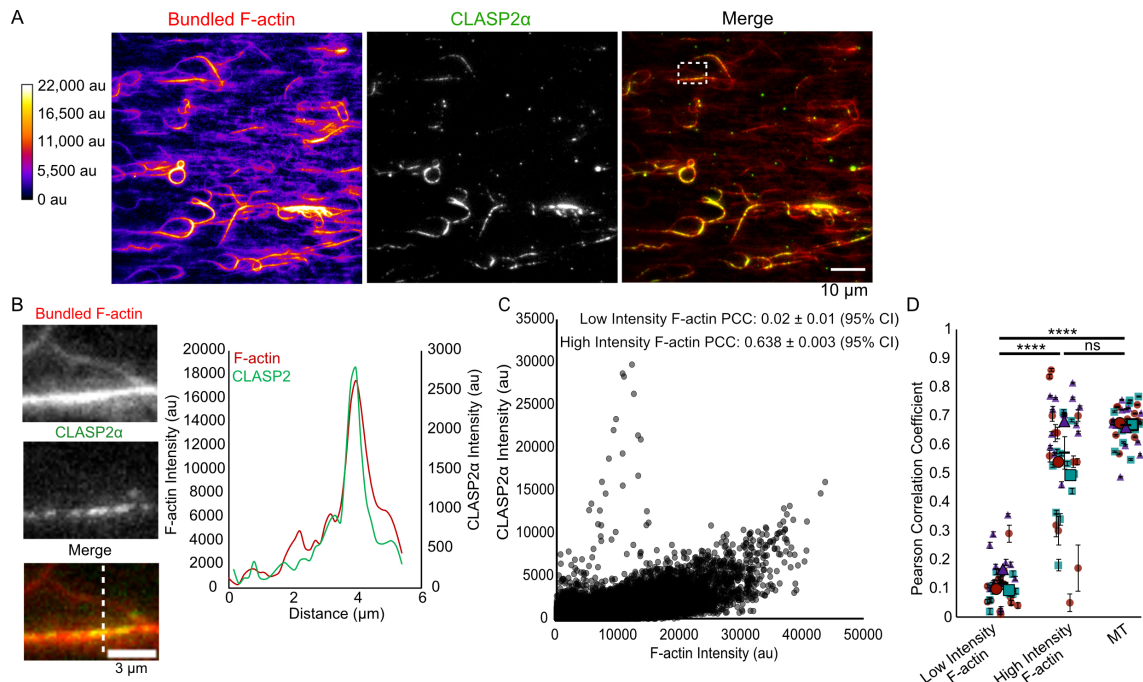 A
Bundled F-actin
CLASP2α
Merge
22,000 au
16,500 au
11,000 au
5,500 au
0 au
10 µm
B
Bundled F-actin
CLASP2α
Merge
3 µm
F-actin Intensity (au)
20000
18000
16000
14000
12000
10000
8000
6000
4000
2000
0
F-actin
CLASP2
3000
2500
2000
1500
1000
500
0
CLASP2α Intensity (au)
0 2 4 6
Distance (µm)
C
Low Intensity F-actin PCC: 0.02 ± 0.01 (95% CI)
High Intensity F-actin PCC: 0.638 ± 0.003 (95% CI)
CLASP2α Intensity (au)
35000
30000
25000
20000
15000
10000
5000
0
0 10000 20000 30000 40000 50000
F-actin Intensity (au)
D
Pearson Correlation Coefficient
1
0.9
0.8
0.7
0.6
0.5
0.4
0.3
0.2
0.1
0
****
****
ns
Low Intensity
F-actin
High Intensity
F-actin
MT